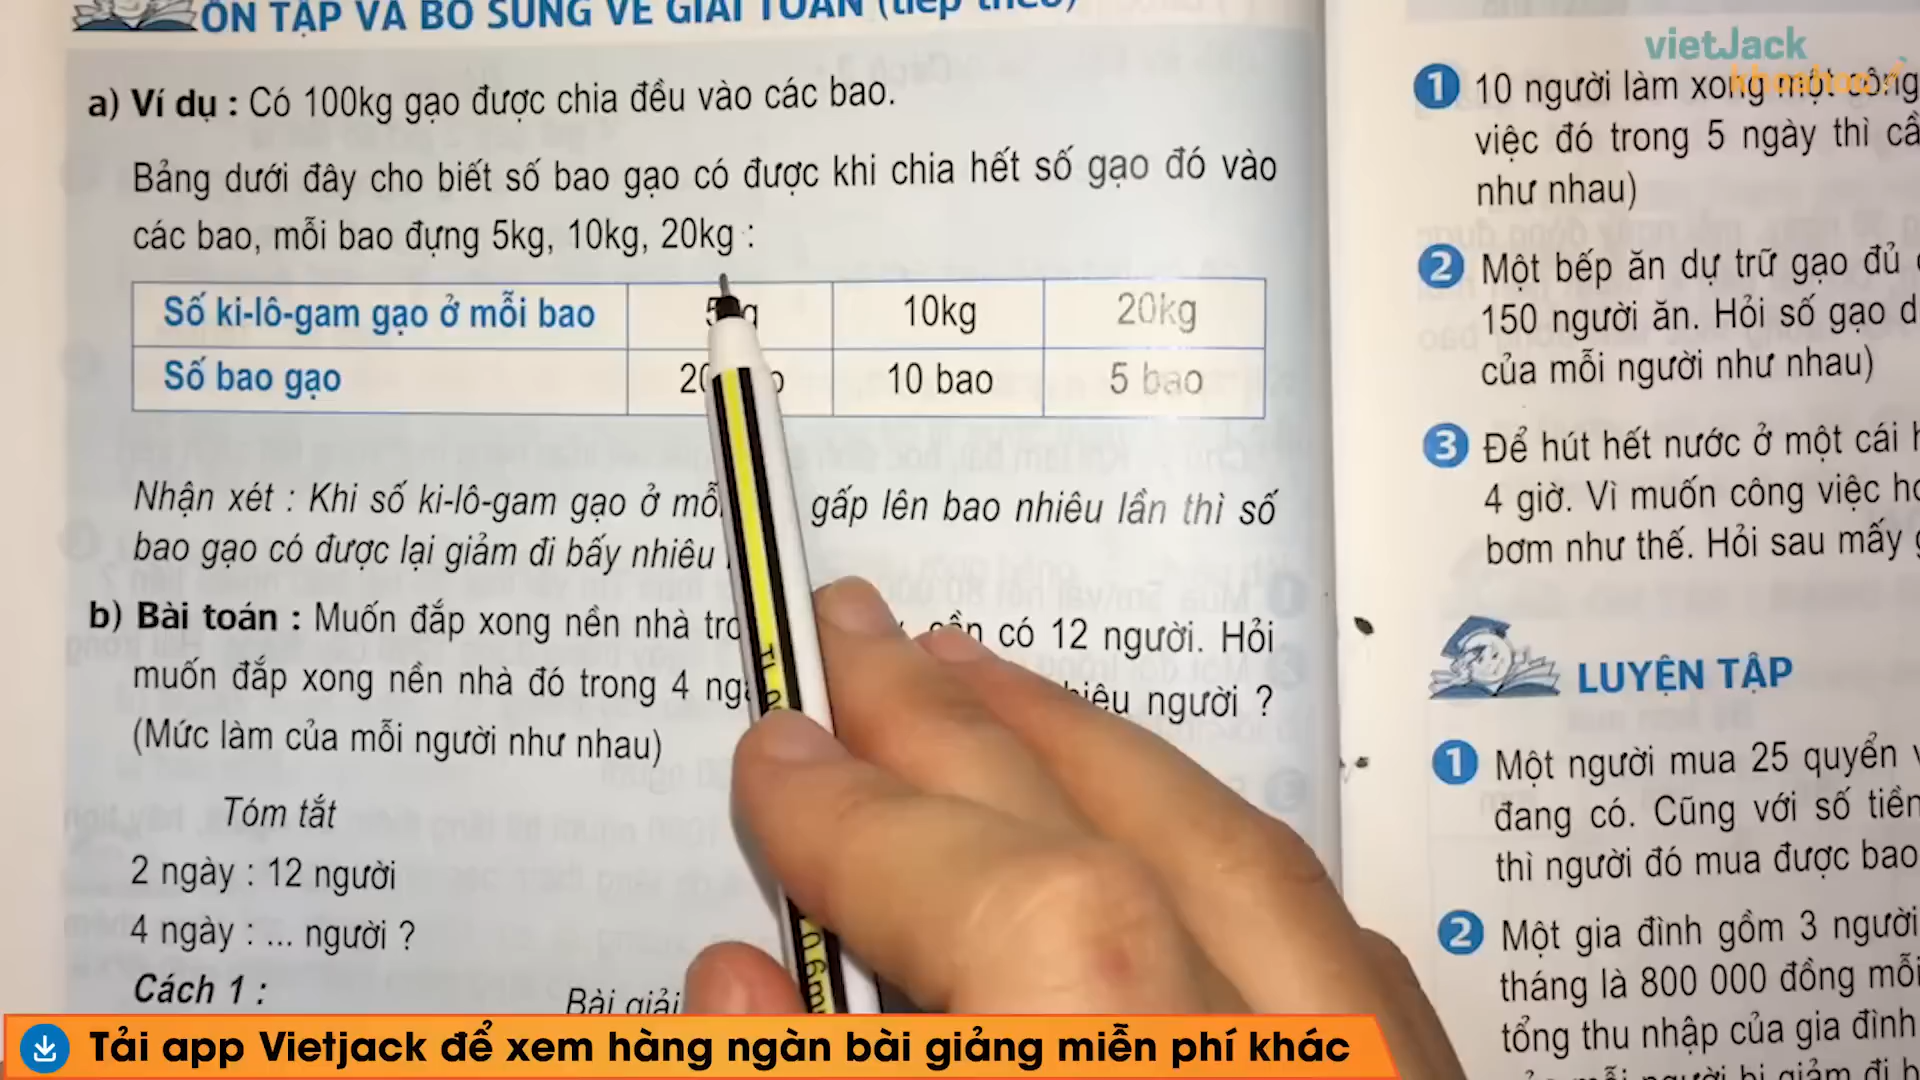 ÔN TẬP VÀ BỔ SUNG VỀ GIẢI TOÁN (tiếp theo)
a) Ví dụ : Có 100kg gạo được chia đều vào các bao.
Bảng dưới đây cho biết số bao gạo có được khi chia hết số gạo đó vào
các bao, mỗi bao đựng 5kg, 10kg, 20kg :
Số ki-lô-gam gạo ở mỗi bao 10kg 20kg
Số bao gạo 10 bao 5 bao
Nhận xét : Khi số ki-lô-gam gạo ở gấp lên bao nhiêu lần thì số
bao gạo có được lại giảm đi bấy nhiêu
b) Bài toán : Muốn đắp xong nền nhà cần có 12 người. Hỏi
muốn đắp xong nền nhà đó trong 4 người ?
(Mức làm của mỗi người như nhau)
Tóm tắt
2 ngày : 12 người
4 ngày : ... người ?
Cách 1 :
Bài giải
vietJack
khoahoc
1 10 người làm xong một công
việc đó trong 5 ngày thì
như nhau)
2 Một bếp ăn dự trữ gạo đủ
150 người ăn. Hỏi số gạo
của mỗi người như nhau)
3 Để hút hết nước ở một cái
4 giờ. Vì muốn công việc
bơm như thế. Hỏi sau mấy
LUYỆN TẬP
1 Một người mua 25 quyển
đang có. Cũng với số tiền
thì người đó mua được bao
2 Một gia đình gồm 3 người
tháng là 800 000 đồng mỗi
tổng thu nhập của gia đình
mỗi người bị giảm đi
Tải app Vietjack để xem hàng ngàn bài giảng miễn phí khác